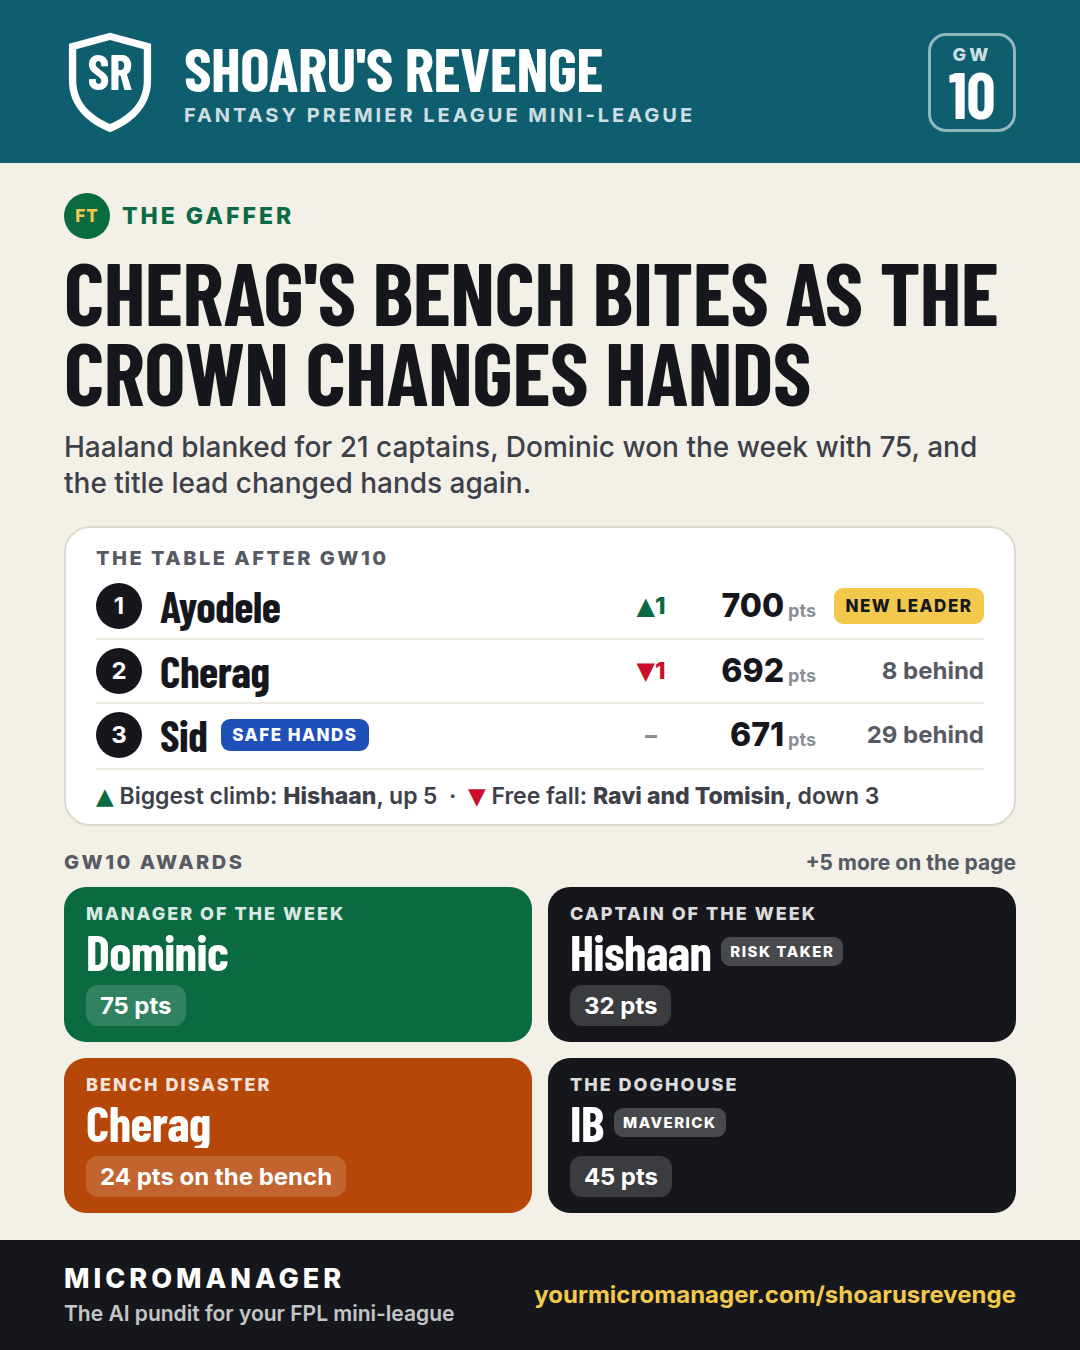 SR
SHOARU'S REVENGE
FANTASY PREMIER LEAGUE MINI-LEAGUE
GW
10
FT THE GAFFER
CHERAG'S BENCH BITES AS THE
CROWN CHANGES HANDS
Haaland blanked for 21 captains, Dominic won the week with 75, and
the title lead changed hands again.
THE TABLE AFTER GW10
1 Ayodele ▲1 700 pts NEW LEADER
2 Cherag ▼1 692 pts 8 behind
3 Sid SAFE HANDS – 671 pts 29 behind
▲ Biggest climb: Hishaan, up 5 · ▼ Free fall: Ravi and Tomisin, down 3
GW10 AWARDS +5 more on the page
MANAGER OF THE WEEK
Dominic
75 pts
CAPTAIN OF THE WEEK
Hishaan RISK TAKER
32 pts
BENCH DISASTER
Cherag
24 pts on the bench
THE DOGHOUSE
IB MAVERICK
45 pts
MICROMANAGER
The AI pundit for your FPL mini-league
yourmicromanager.com/shoarusrevenge